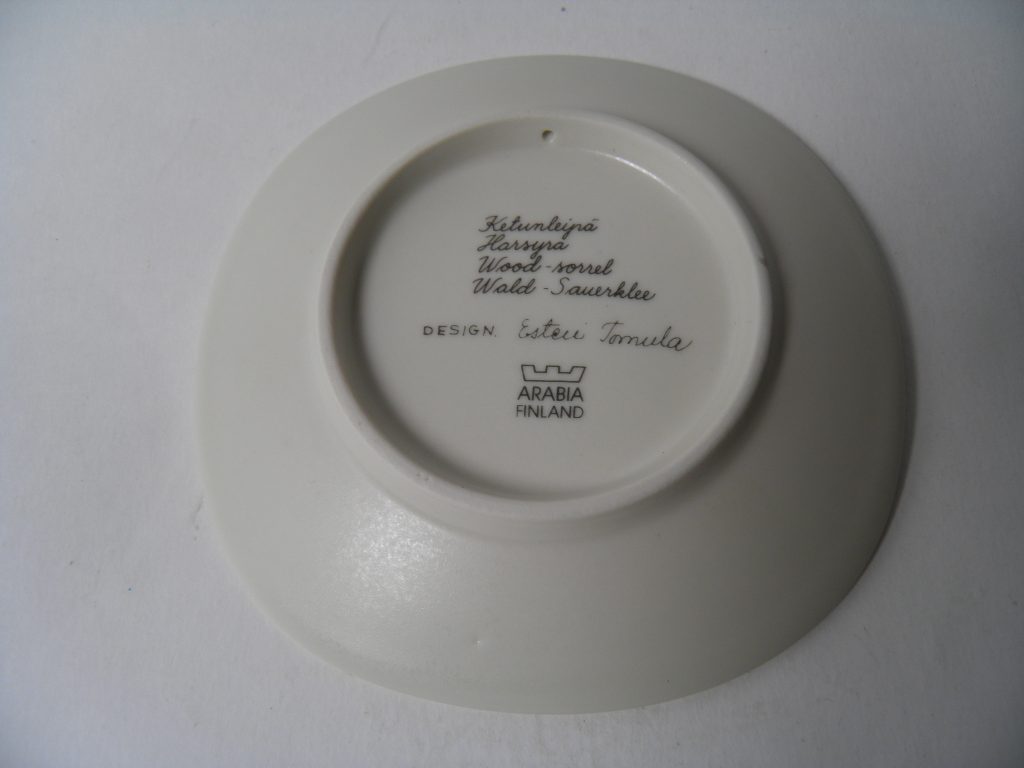 Ketunleipä
Harsyra
Wood-sorrel
Wald-Sauerklee
DESIGN. Esteri Tomula
ARABIA
FINLAND